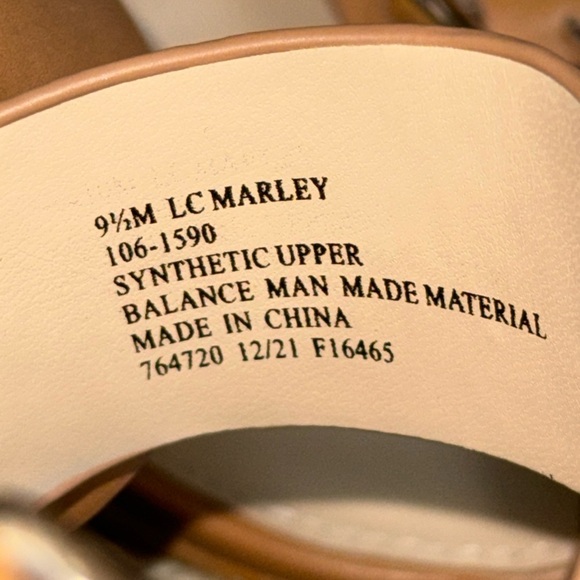 9½M LC MARLEY
106-1590
SYNTHETIC UPPER
BALANCE MAN MADE MATERIAL
MADE IN CHINA
764720 12/21 F16465